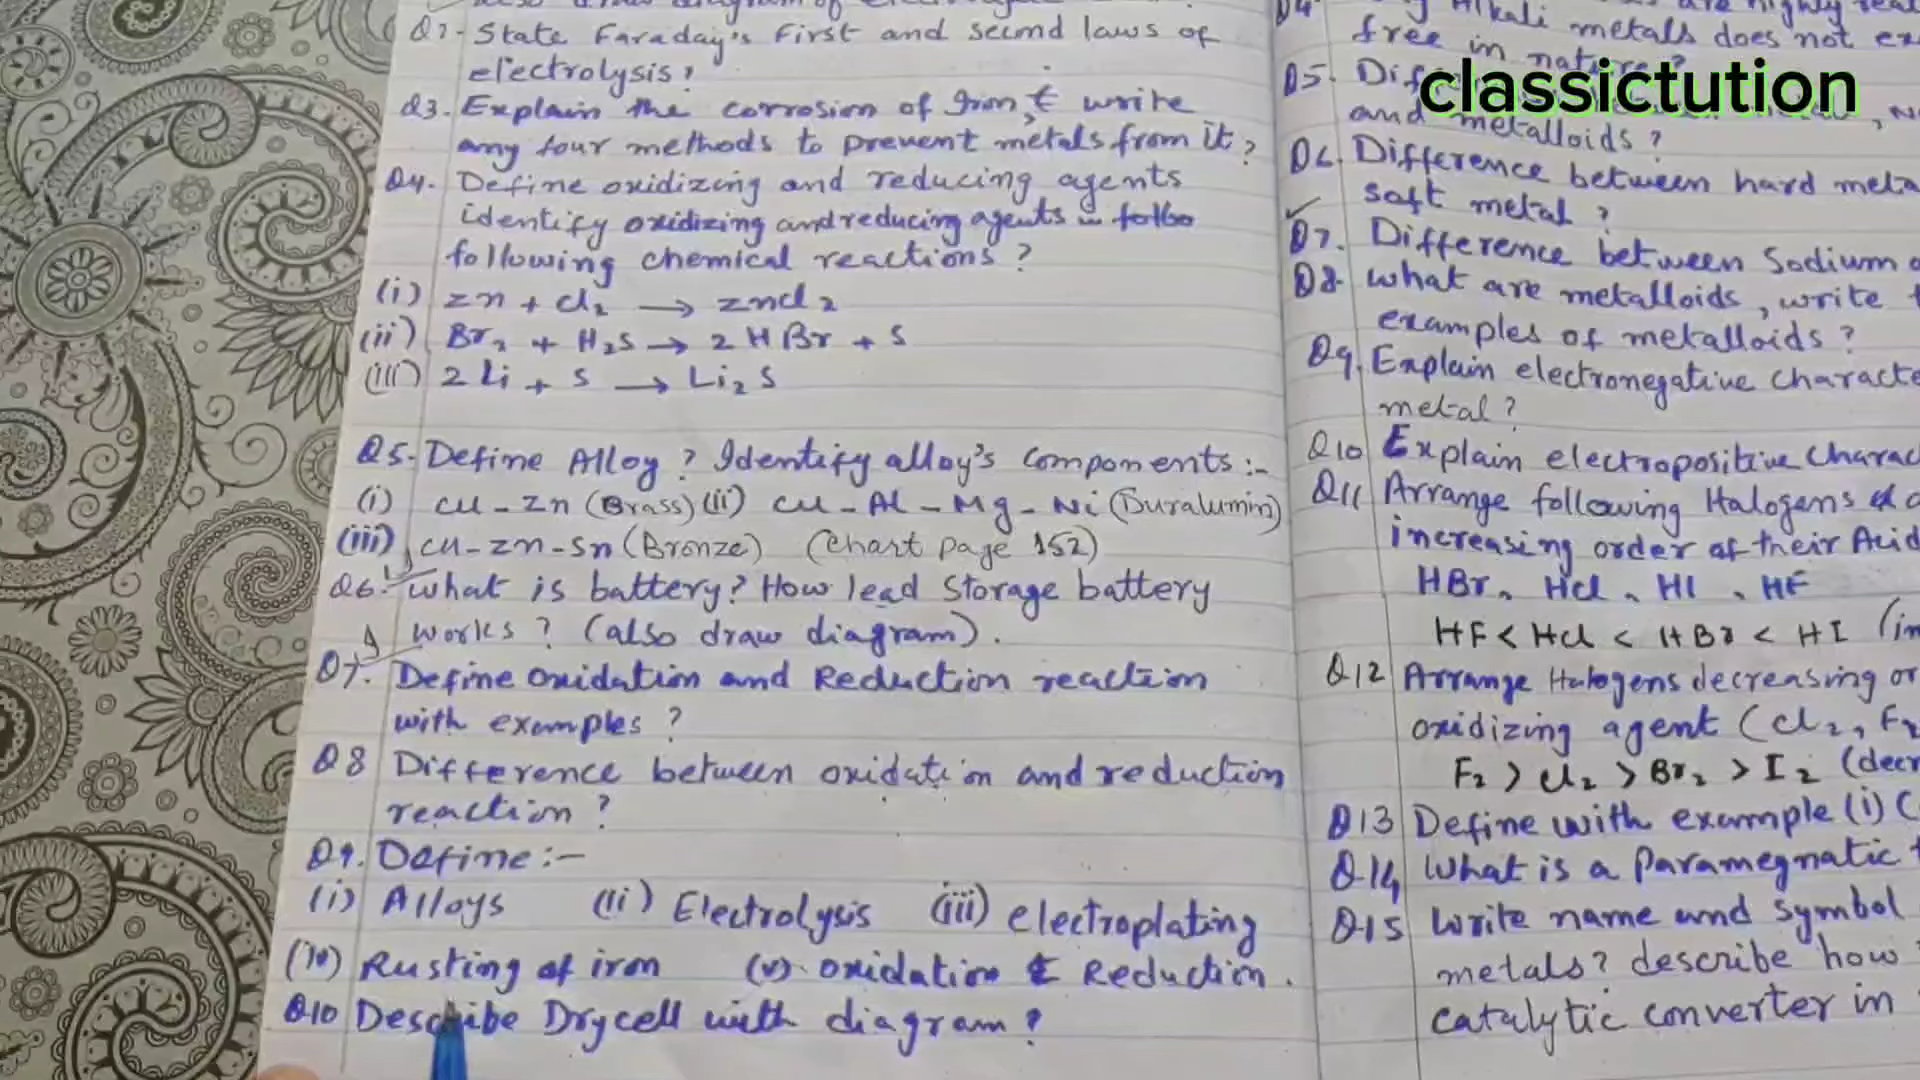 Q2- State Faraday's First and second laws of
electrolysis?
Q3. Explain the corrosion of Iron, & write
any four methods to prevent metals from it?
Q4. Define oxidizing and reducing agents
identify oxidizing and reducing agents in follo
following chemical reactions?
(i) Zn + Cl₂ → ZnCl₂
(ii) Br₂ + H₂S → 2 HBr + S
(iii) 2 Li + S → Li₂S
Q5. Define Alloy? Identify alloy's components:-
(i) Cu - Zn (Brass) (ii) Cu - Al - Mg - Ni (Duralumin)
(iii) Cu - Zn - Sn (Bronze) (Chart page 152)
Q6. What is battery? How lead Storage battery
works? (also draw diagram).
Q7. Define Oxidation and Reduction reaction
with examples?
Q8 Difference between oxidation and reduction
reaction?
Q9. Define:-
(i) Alloys (ii) Electrolysis (iii) electroplating
(iv) Rusting of iron (v). Oxidation & Reduction.
Q10 Describe Dry cell with diagram?
Alkali metals does not
free in nature?
Q5.
and metalloids?
classictution
Q6. Difference between hard
soft metal?
Q7. Difference between Sodium
Q8. What are metalloids, write
examples of metalloids?
Q9. Explain electronegative
metal?
Q10 Explain electropositive
Q11 Arrange following Halogens
increasing order of their Acid
HBr, HCl, HI, HF
HF < HCl < HBr < HI
Q12 Arrange Halogens decreasing
oxidizing agent (Cl₂, F₂
F₂ > Cl₂ > Br₂ > I₂
Q13 Define with example (i)
Q14 What is a Paramegnatic
Q15 Write name and symbol
metals? describe how
catalytic converter in